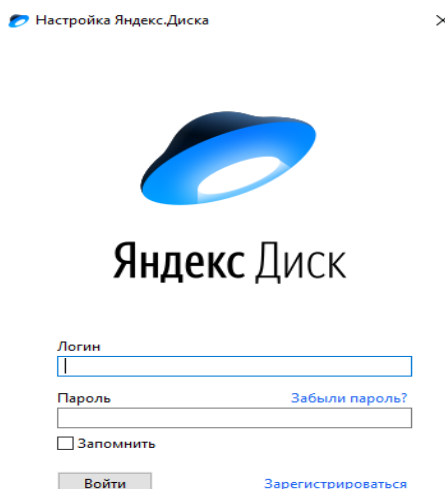 Настройка Яндекс.Диска
Яндекс Диск
Логин
Пароль Забыли пароль?
Запомнить
Войти Зарегистрироваться